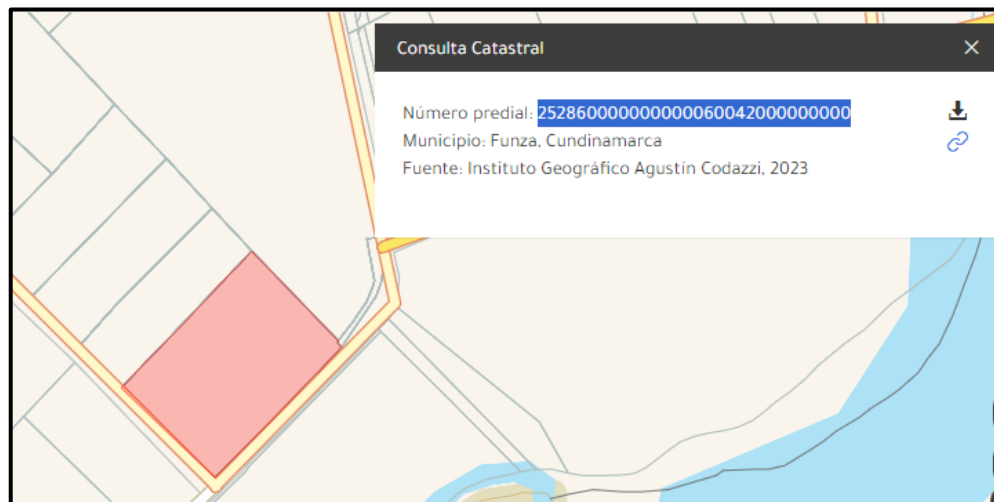 Consulta Catastral
Número predial: 252860000000000060042000000000
Municipio: Funza, Cundinamarca
Fuente: Instituto Geográfico Agustín Codazzi, 2023